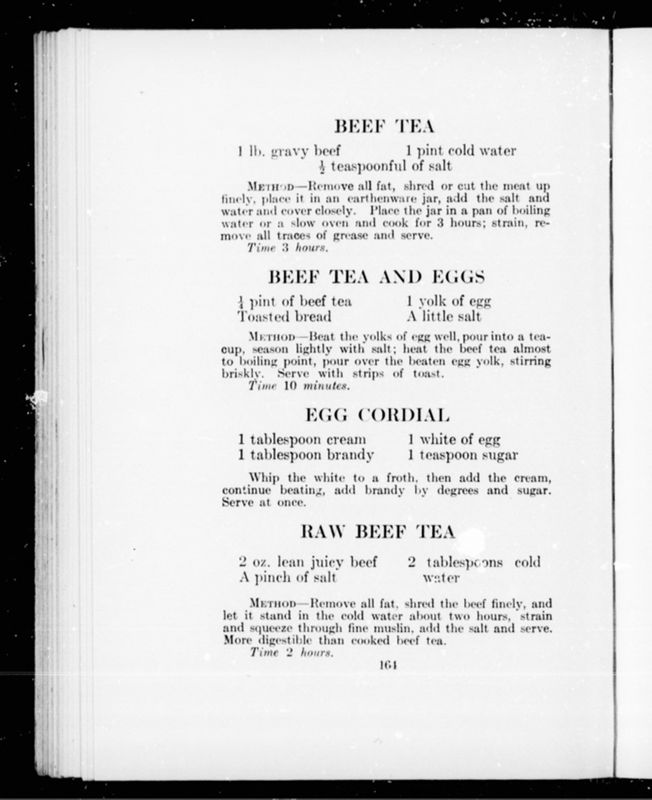 BEEF TEA
1 lb. gravy beef 1 pint cold water
½ teaspoonful of salt
METHOD—Remove all fat, shred or cut the meat up
finely, place it in an earthenware jar, add the salt and
water and cover closely. Place the jar in a pan of boiling
water or a slow oven and cook for 3 hours; strain, re-
move all traces of grease and serve.
Time 3 hours.
BEEF TEA AND EGGS
pint of beef tea 1 yolk of egg
Toasted bread A little salt
METHOD—Beat the yolks of egg well, pour into a tea-
cup, season lightly with salt; heat the beef tea almost
to boiling point, pour over the beaten egg yolk, stirring
briskly. Serve with strips of toast.
Time 10 minutes.
EGG CORDIAL
1 tablespoon cream 1 white of egg
1 tablespoon brandy 1 teaspoon sugar
Whip the white to a froth, then add the cream,
continue beating, add brandy by degrees and sugar.
Serve at once.
RAW BEEF TEA
2 oz. lean juicy beef 2 tablespoons cold
A pinch of salt water
METHOD—Remove all fat, shred the beef finely, and
let it stand in the cold water about two hours, strain
and squeeze through fine muslin, add the salt and serve.
More digestible than cooked beef tea.
Time 2 hours.
164